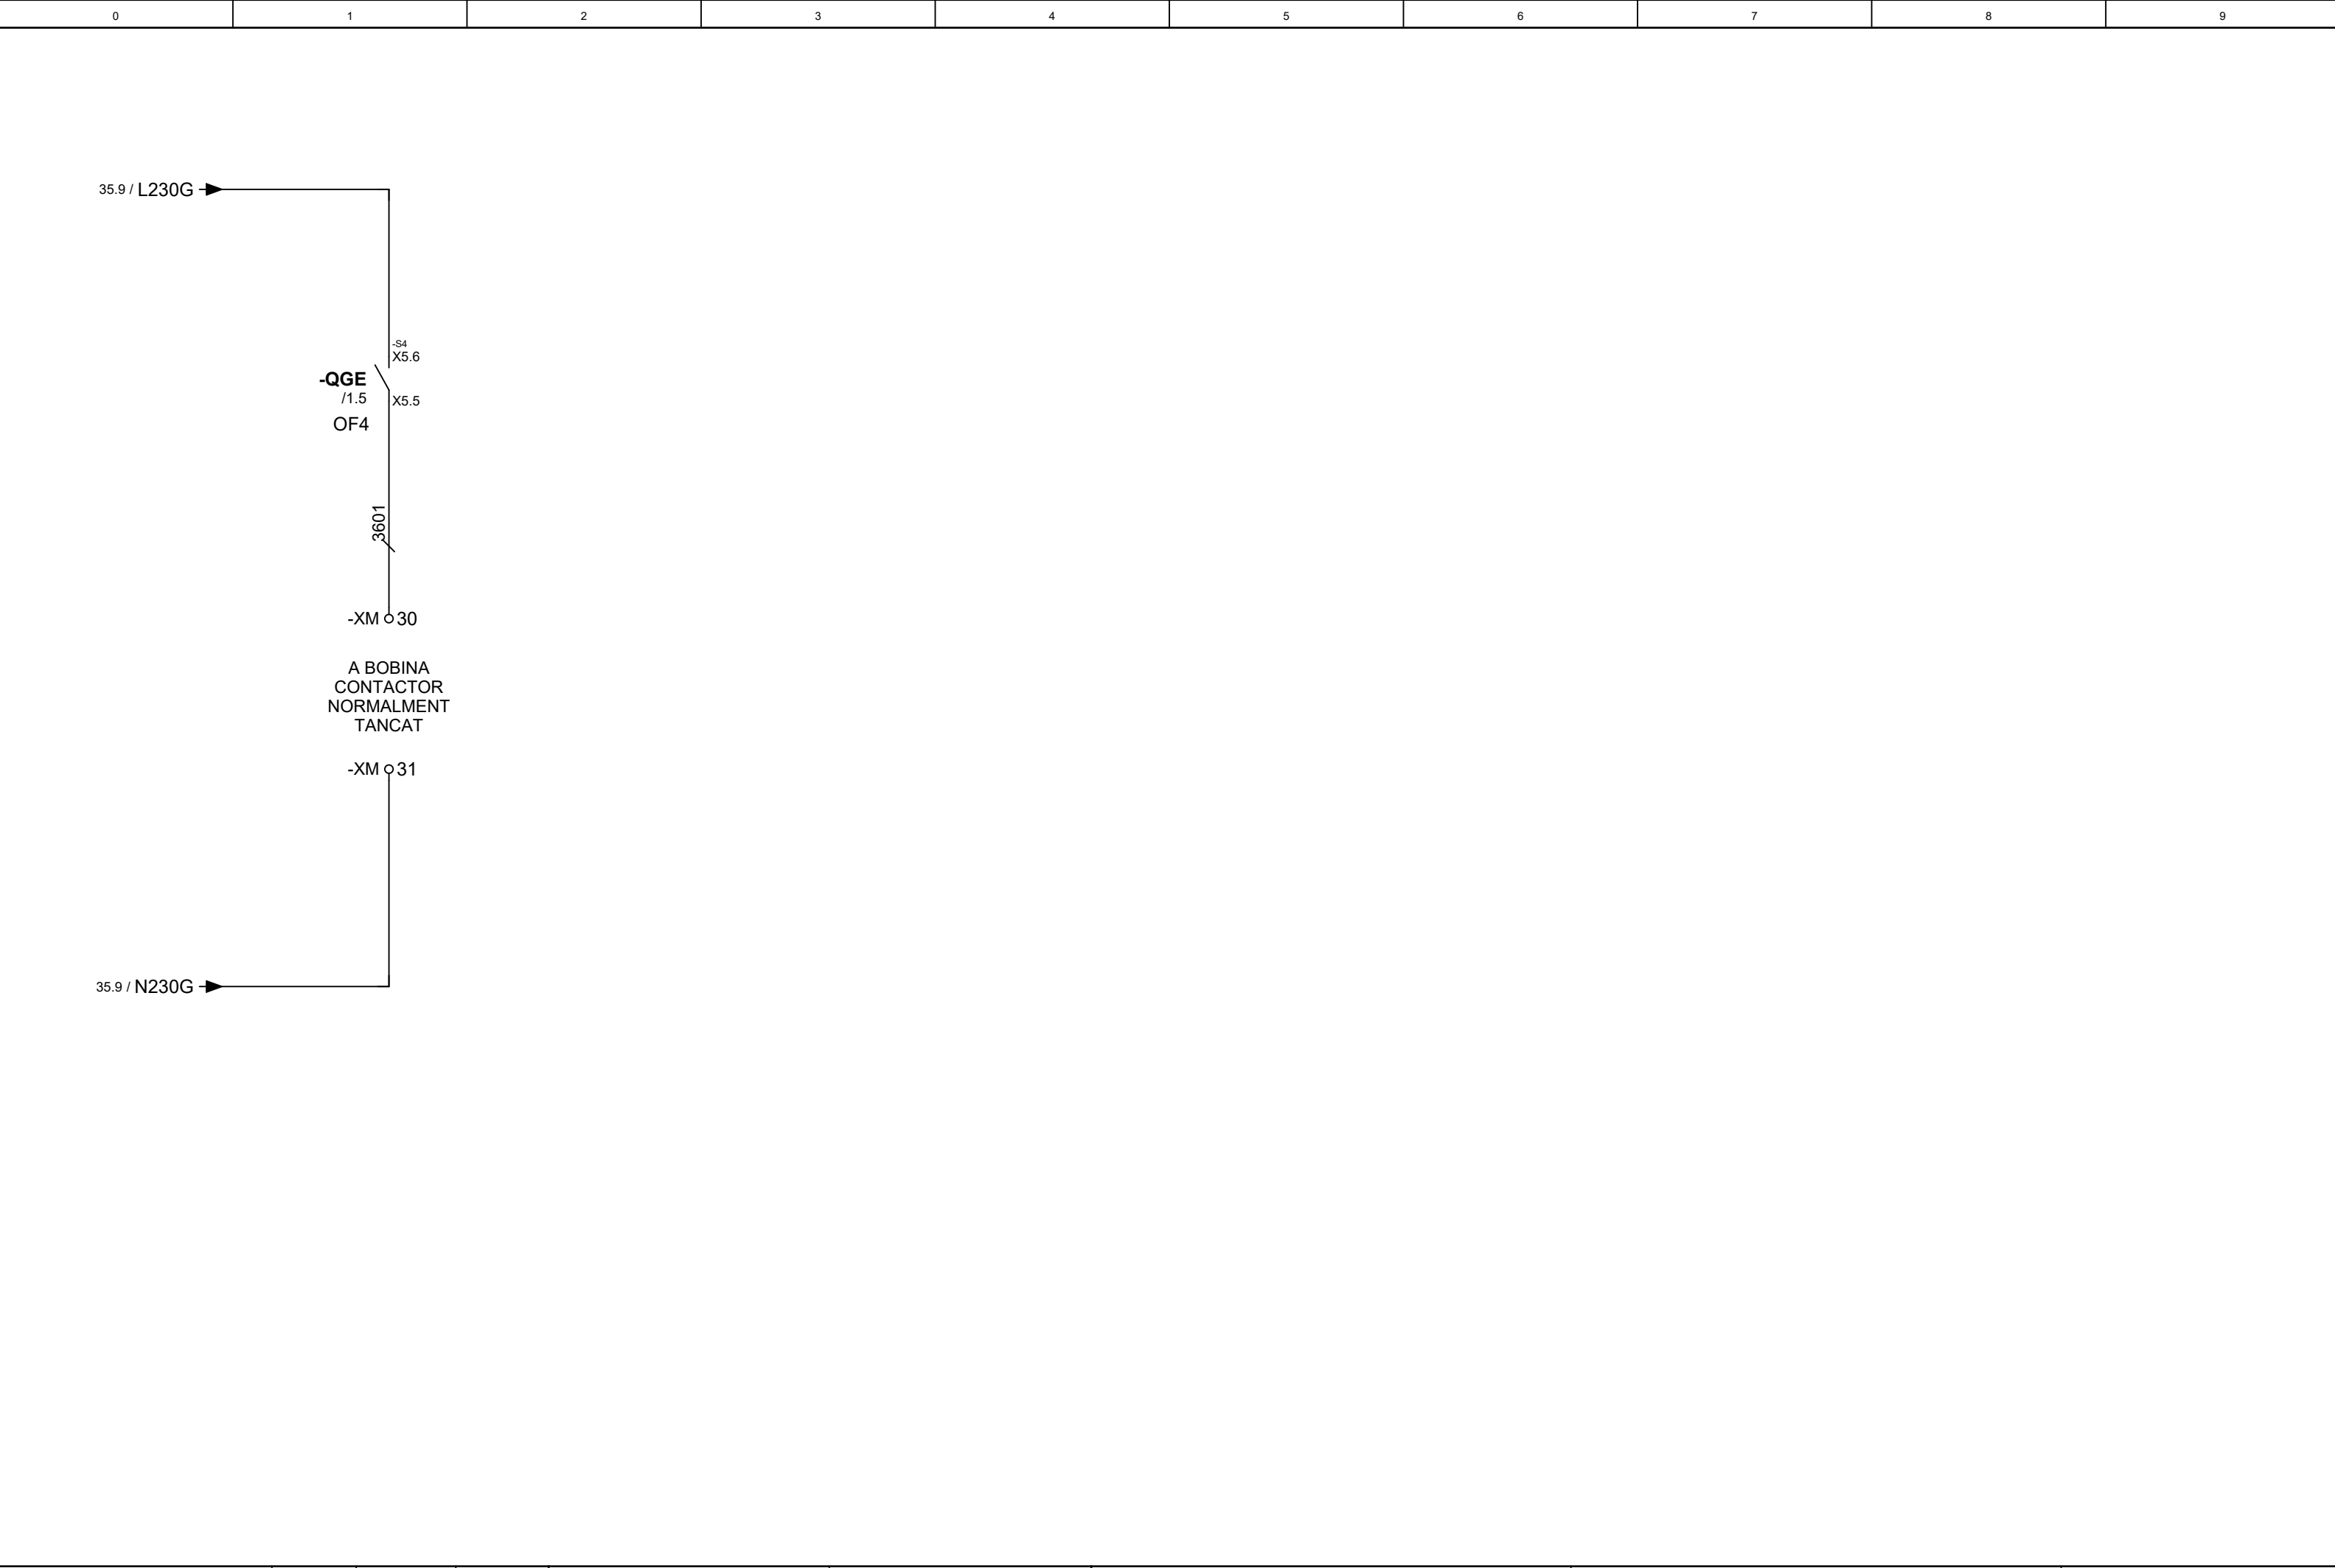 0 1 2 3 4 5 6 7 8 9
35.9 / L230G
-S4
X5.6
-QGE
/1.5
X5.5
OF4
3601
-XM 30
A BOBINA
CONTACTOR
NORMALMENT
TANCAT
-XM 31
35.9 / N230G